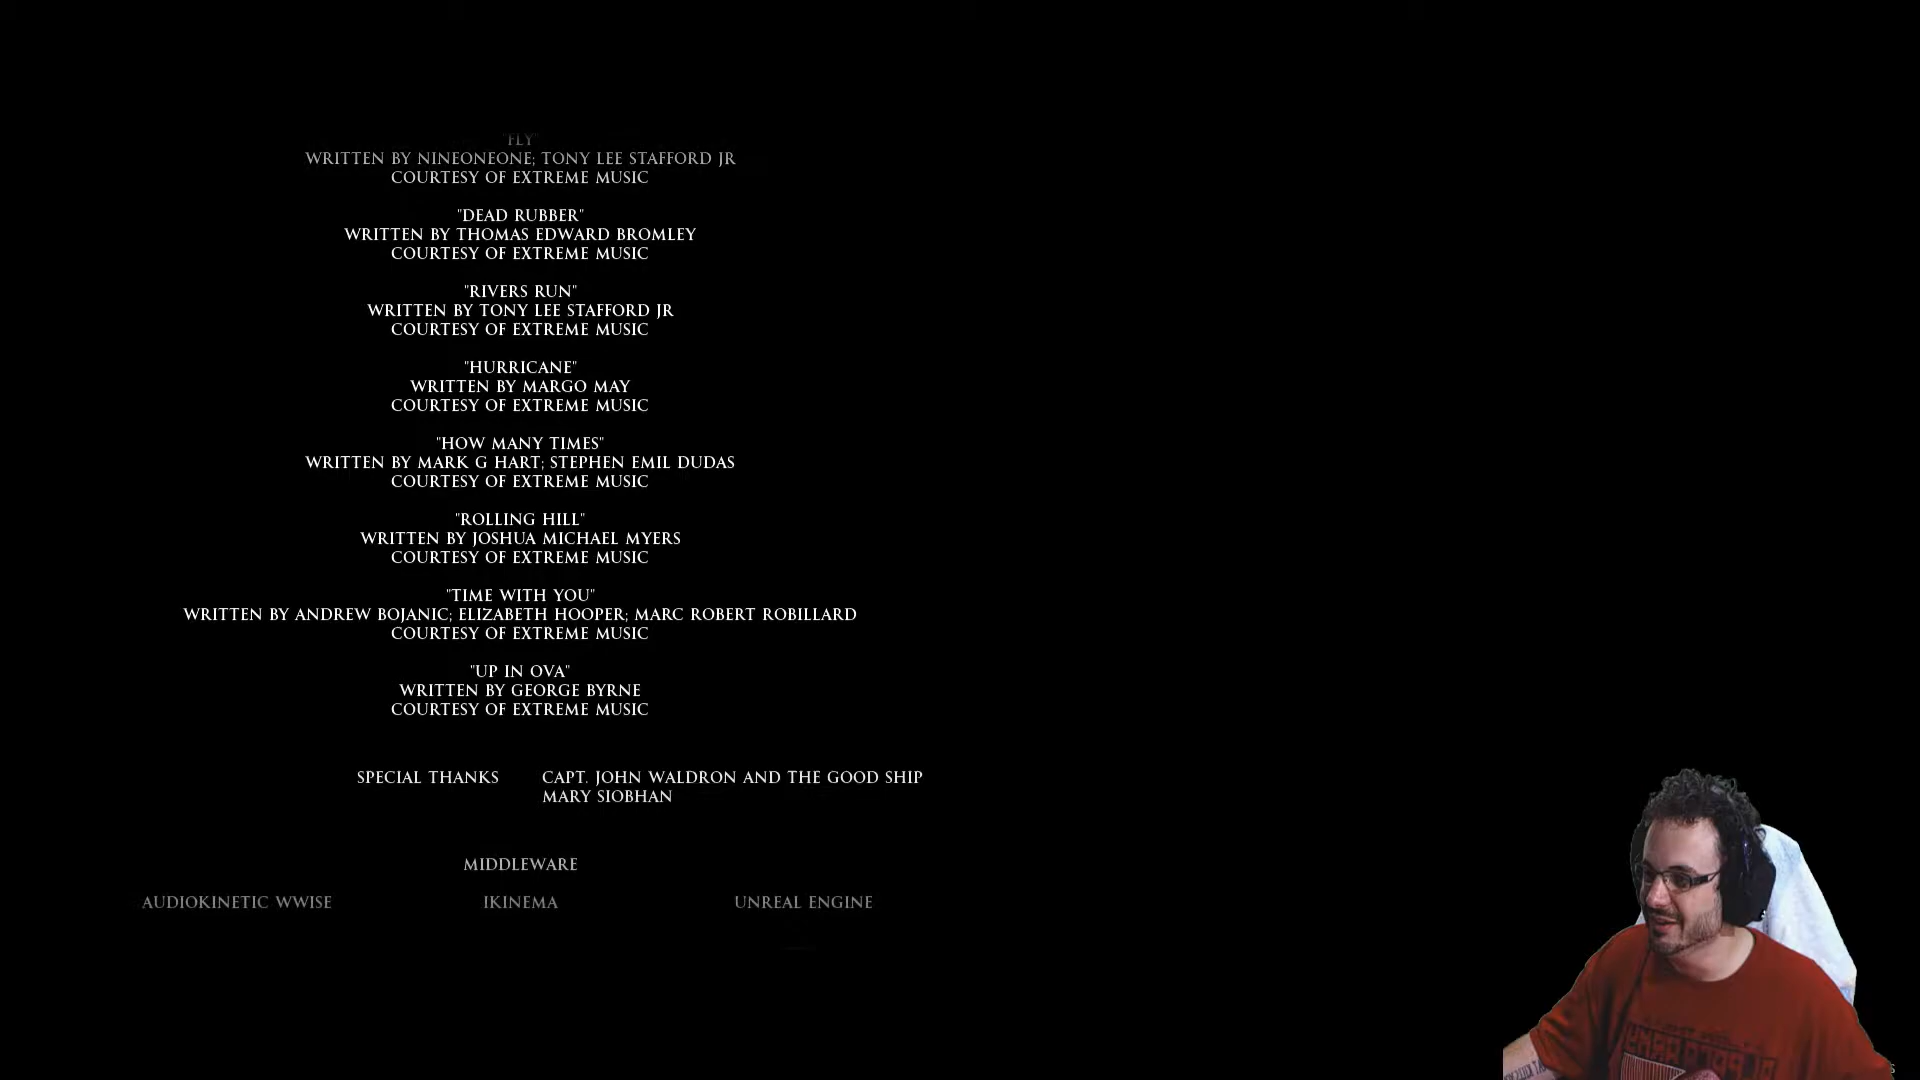 "FLY"
WRITTEN BY NINEONEONE; TONY LEE STAFFORD JR
COURTESY OF EXTREME MUSIC
"DEAD RUBBER"
WRITTEN BY THOMAS EDWARD BROMLEY
COURTESY OF EXTREME MUSIC
"RIVERS RUN"
WRITTEN BY TONY LEE STAFFORD JR
COURTESY OF EXTREME MUSIC
"HURRICANE"
WRITTEN BY MARGO MAY
COURTESY OF EXTREME MUSIC
"HOW MANY TIMES"
WRITTEN BY MARK G HART; STEPHEN EMIL DUDAS
COURTESY OF EXTREME MUSIC
"ROLLING HILL"
WRITTEN BY JOSHUA MICHAEL MYERS
COURTESY OF EXTREME MUSIC
"TIME WITH YOU"
WRITTEN BY ANDREW BOJANIC; ELIZABETH HOOPER; MARC ROBERT ROBILLARD
COURTESY OF EXTREME MUSIC
"UP IN OVA"
WRITTEN BY GEORGE BYRNE
COURTESY OF EXTREME MUSIC
SPECIAL THANKS CAPT. JOHN WALDRON AND THE GOOD SHIP
MARY SIOBHAN
MIDDLEWARE
AUDIOKINETIC WWISE IKINEMA UNREAL ENGINE